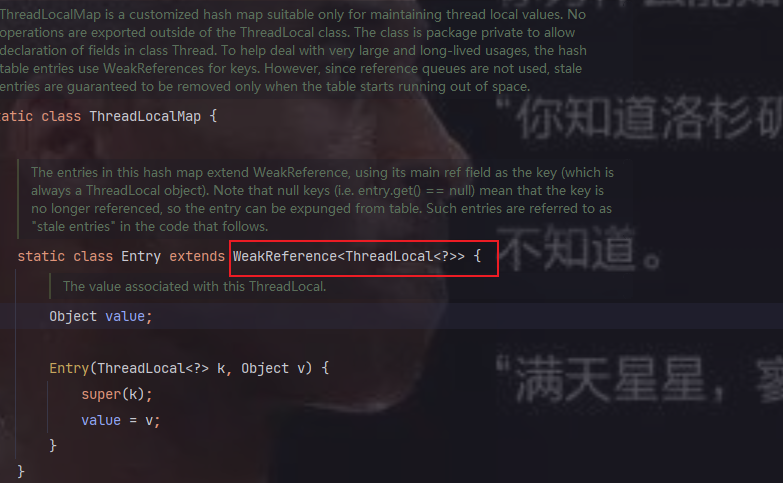 ThreadLocalMap is a customized hash map suitable only for maintaining thread local values. No
operations are exported outside of the ThreadLocal class. The class is package private to allow
declaration of fields in class Thread. To help deal with very large and long-lived usages, the hash
table entries use WeakReferences for keys. However, since reference queues are not used, stale
entries are guaranteed to be removed only when the table starts running out of space.
tatic class ThreadLocalMap {
“你知道洛杉矶
The entries in this hash map extend WeakReference, using its main ref field as the key (which is
always a ThreadLocal object). Note that null keys (i.e. entry.get() == null) mean that the key is
no longer referenced, so the entry can be expunged from table. Such entries are referred to as
"stale entries" in the code that follows.
static class Entry extends WeakReference<ThreadLocal<?>> {
不知道。
The value associated with this ThreadLocal.
Object value;
Entry(ThreadLocal<?> k, Object v) {
super(k);
“满天星星，
value = v;
}
}